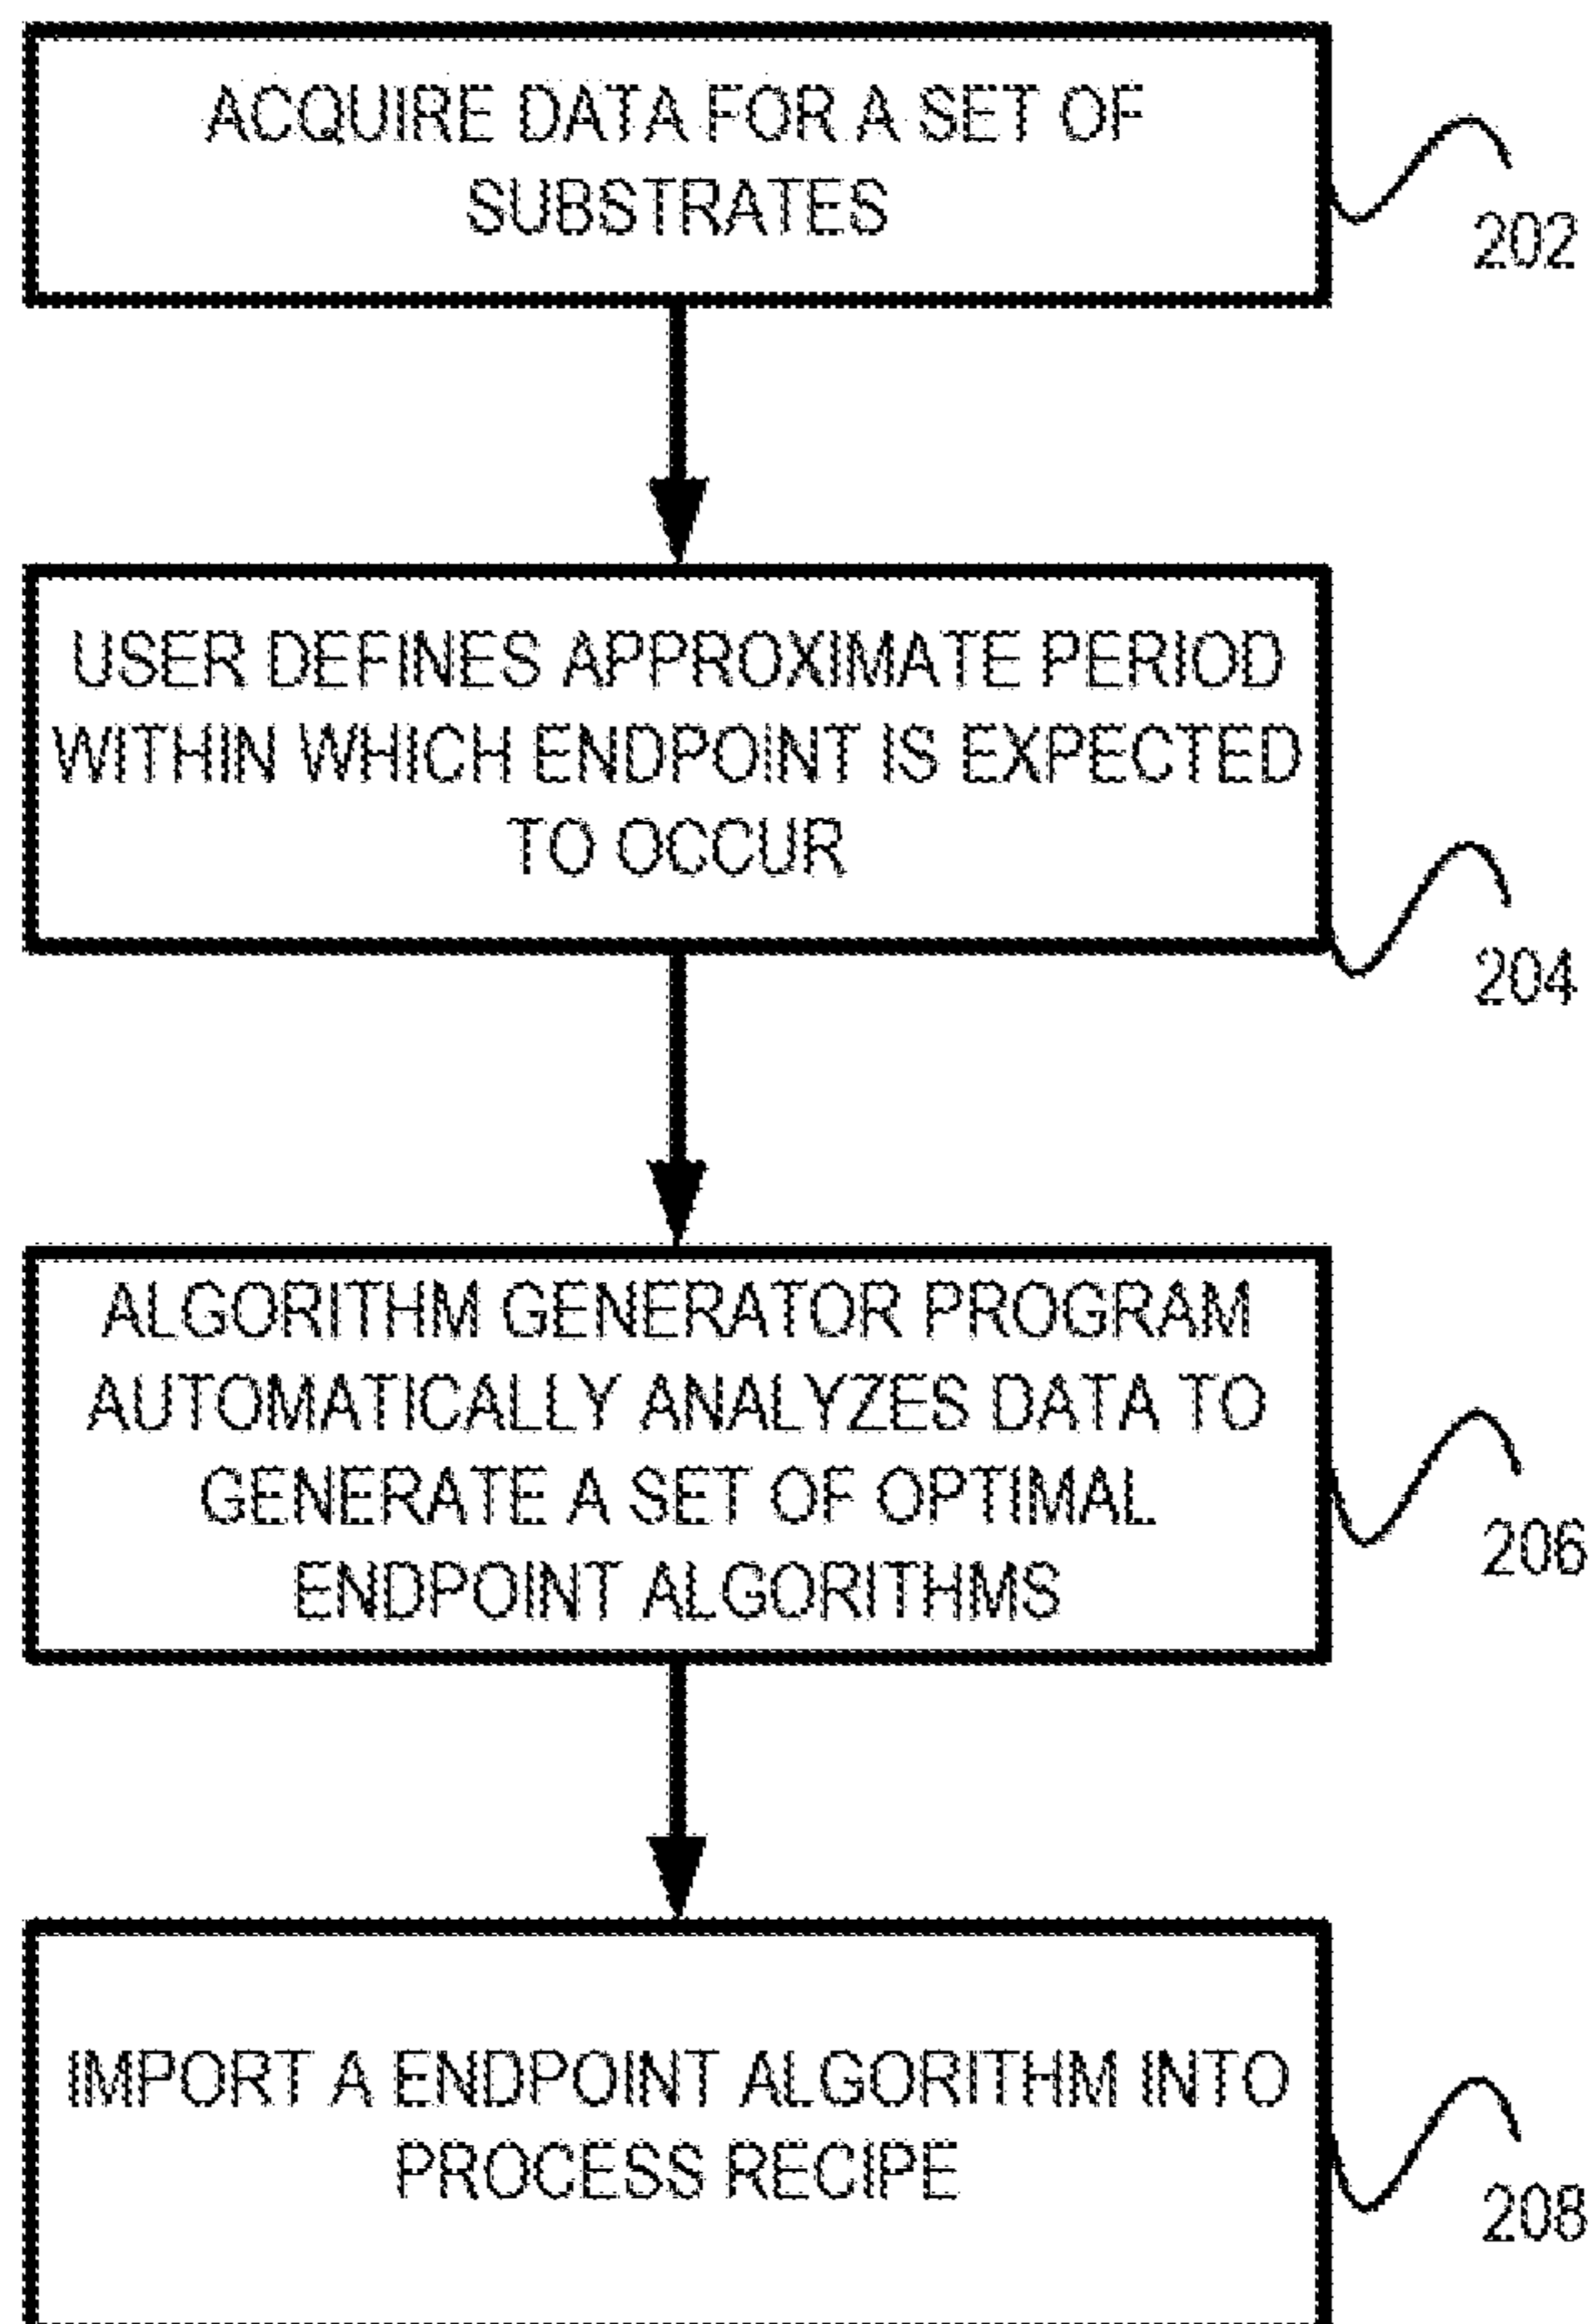 ACQUIRE DATA FOR A SET OF
SUBSTRATES
202
USER DEFINES APPROXIMATE PERIOD
WITHIN WHICH ENDPOINT IS EXPECTED
TO OCCUR
204
ALGORITHM GENERATOR PROGRAM
AUTOMATICALLY ANALYZES DATA TO
GENERATE A SET OF OPTIMAL
ENDPOINT ALGORITHMS
206
IMPORT A ENDPOINT ALGORITHM INTO
PROCESS RECIPE
208